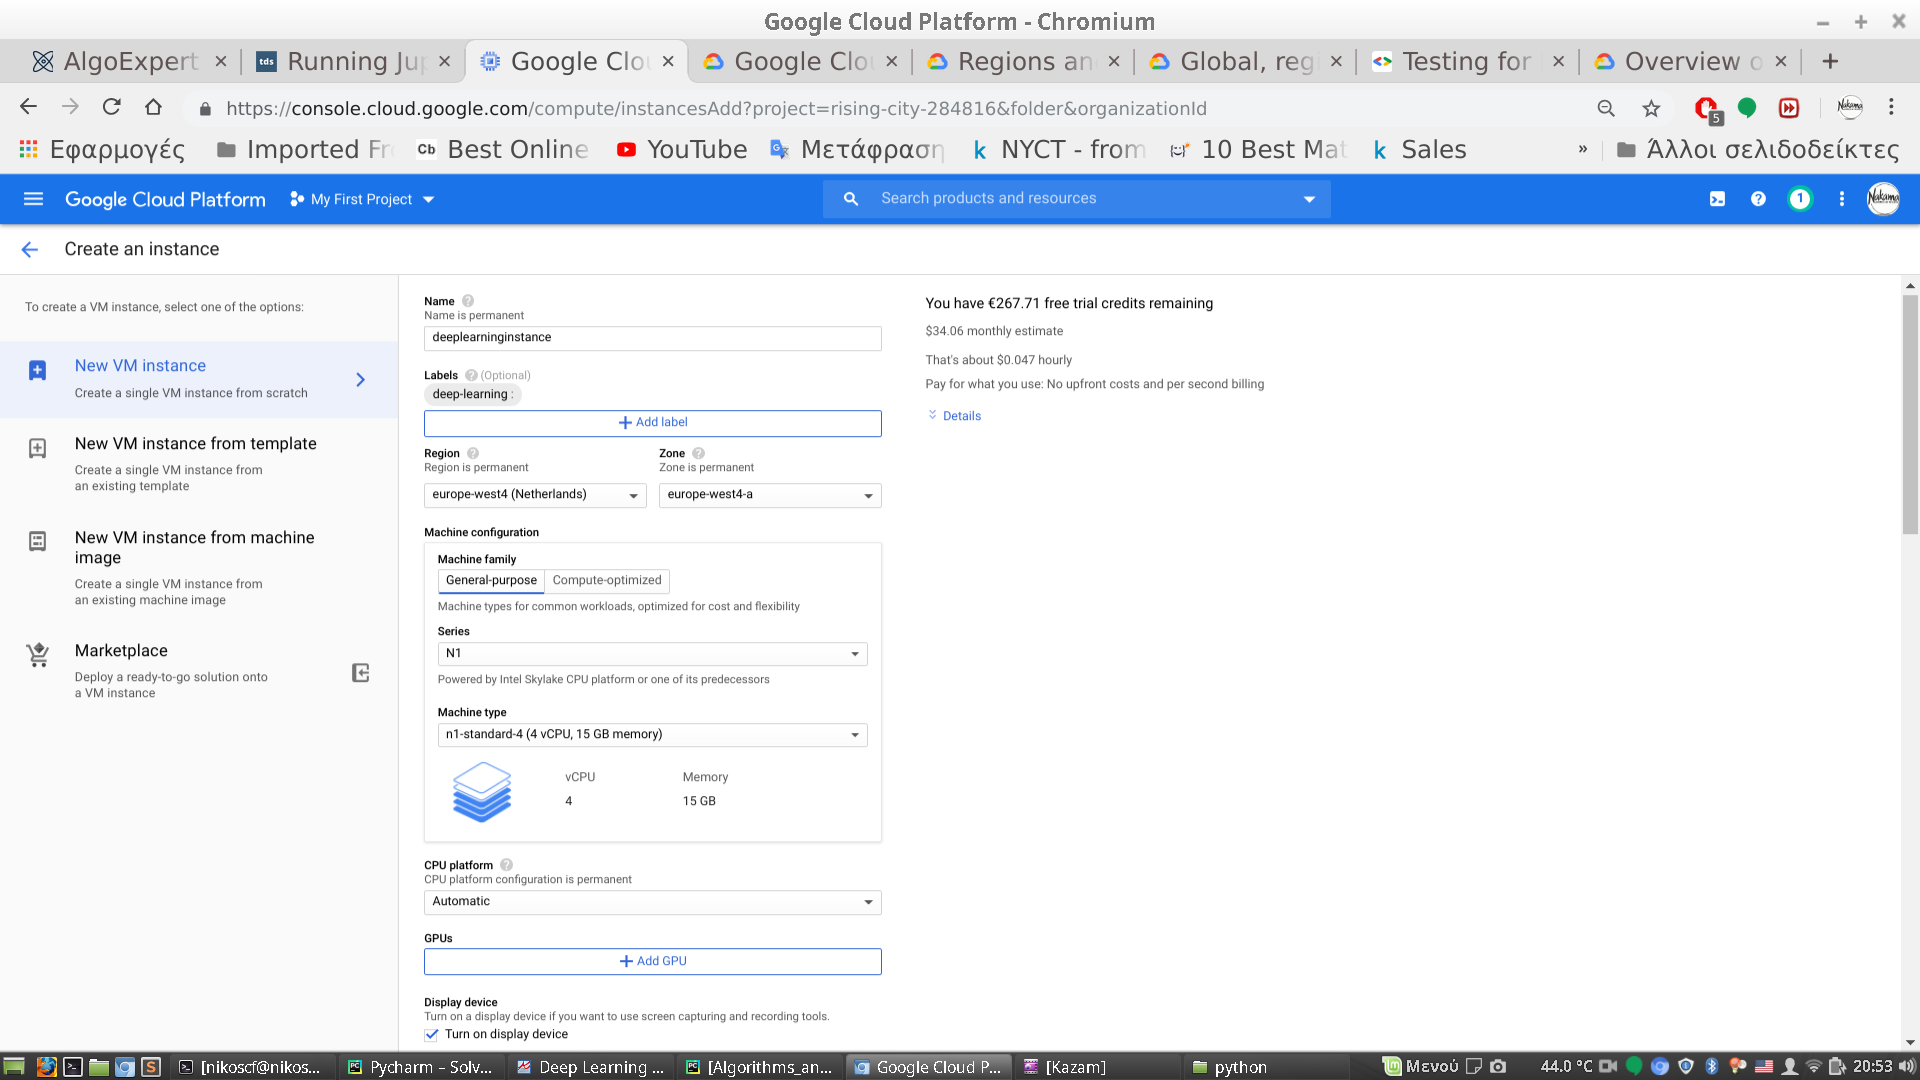 Google Cloud Platform - Chromium
AlgoExpert
Running Ju
Google Clo
Google Clo
Regions an
Global, reg
Testing for
Overview o
https://console.cloud.google.com/compute/instancesAdd?project=rising-city-284816&folder&organizationId
5
Εφαρμογές
Imported Fr
Cb Best Online
YouTube
Μετάφραση
NYCT - from
10 Best Mat
Sales
»
Άλλοι σελιδοδείκτες
Google Cloud Platform
My First Project
Search products and resources
1
Nakama
Create an instance
To create a VM instance, select one of the options:
New VM instance
Create a single VM instance from scratch
New VM instance from template
Create a single VM instance from
an existing template
New VM instance from machine
image
Create a single VM instance from
an existing machine image
Marketplace
Deploy a ready-to-go solution onto
a VM instance
Name
Name is permanent
deeplearninginstance
Labels (Optional)
deep-learning :
Add label
Region
Region is permanent
europe-west4 (Netherlands)
Zone
Zone is permanent
europe-west4-a
Machine configuration
Machine family
General-purpose
Compute-optimized
Machine types for common workloads, optimized for cost and flexibility
Series
N1
Powered by Intel Skylake CPU platform or one of its predecessors
Machine type
n1-standard-4 (4 vCPU, 15 GB memory)
vCPU
4
Memory
15 GB
CPU platform
CPU platform configuration is permanent
Automatic
GPUs
Add GPU
Display device
Turn on a display device if you want to use screen capturing and recording tools.
Turn on display device
You have €267.71 free trial credits remaining
$34.06 monthly estimate
That's about $0.047 hourly
Pay for what you use: No upfront costs and per second billing
Details
[nikoscf@nikos...
Pycharm – Solv...
Deep Learning ...
[Algorithms_an...
Google Cloud P...
[Kazam]
python
Μενού
44.0 °C
20:53